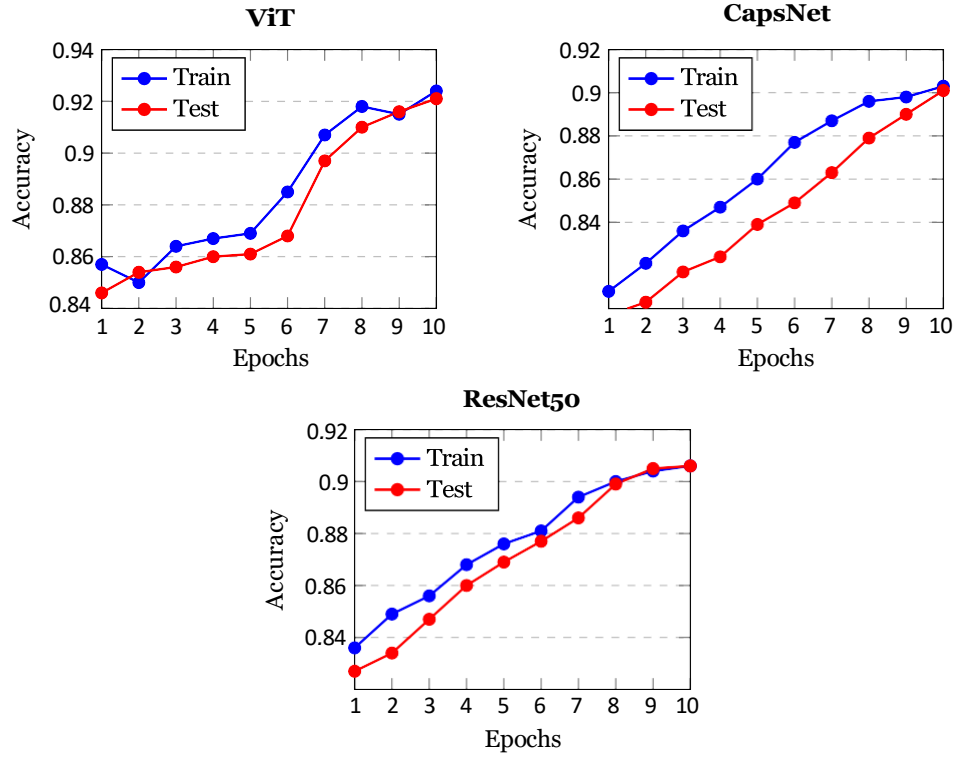 ViT
0.94
0.92
0.9
0.88
0.86
0.84
Accuracy
Train
Test
1 2 3 4 5 6 7 8 9 10
Epochs
CapsNet
0.92
0.9
0.88
0.86
0.84
Accuracy
Train
Test
1 2 3 4 5 6 7 8 9 10
Epochs
ResNet50
0.92
0.9
0.88
0.86
0.84
Accuracy
Train
Test
1 2 3 4 5 6 7 8 9 10
Epochs